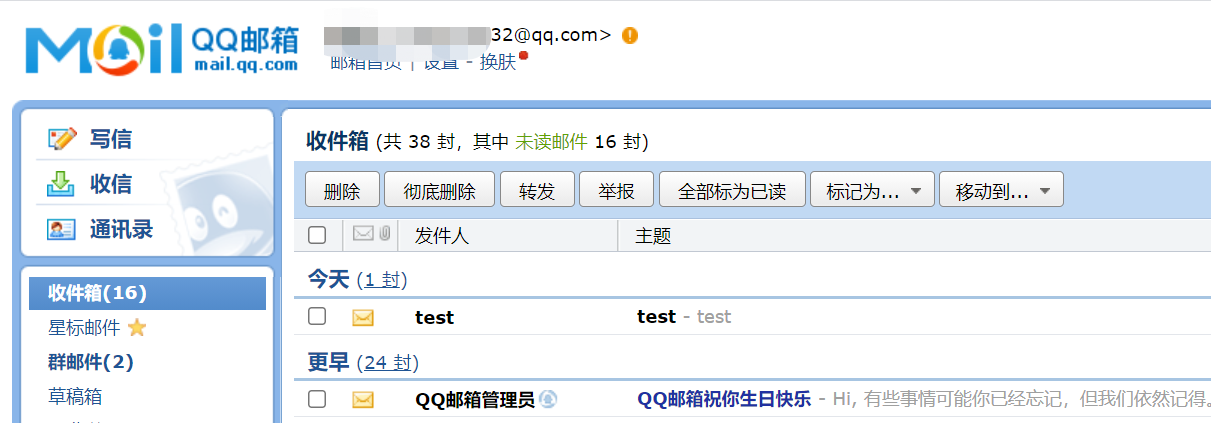 Mail QQ邮箱
mail.qq.com
32@qq.com>
邮箱首页 | 设置 - 换肤
写信
收信
通讯录
收件箱(16)
星标邮件
群邮件(2)
草稿箱
收件箱 (共 38 封，其中 未读邮件 16 封)
删除 彻底删除 转发 举报 全部标为已读 标记为... 移动到...
发件人 主题
今天 (1 封)
test test - test
更早 (24 封)
QQ邮箱管理员 QQ邮箱祝你生日快乐 - Hi, 有些事情可能你已经忘记，但我们依然记得。